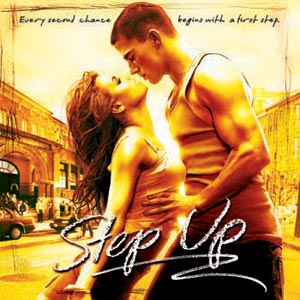 Every second chance begins with a first step.
Step Up